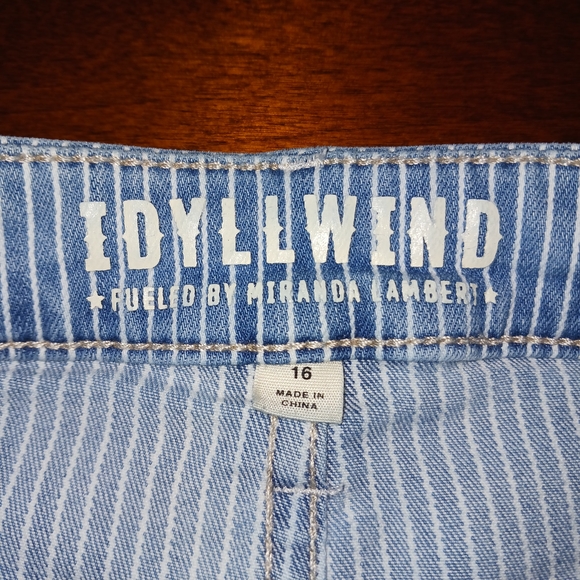 IDYLLWIND
★ FUELED BY MIRANDA LAMBERT ★
16
MADE IN
CHINA